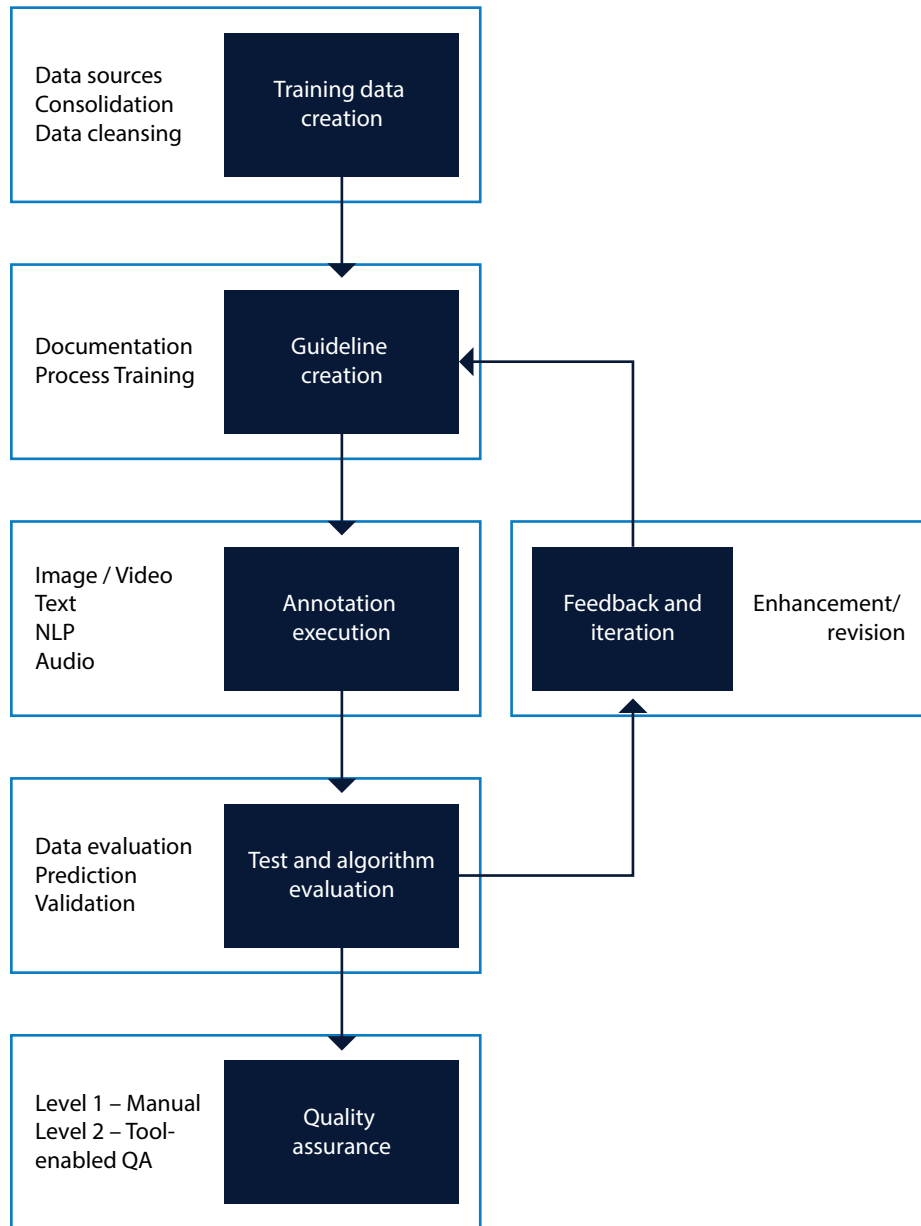 Data sources
Consolidation
Data cleansing
Training data
creation
Documentation
Process Training
Guideline
creation
Image / Video
Text
NLP
Audio
Annotation
execution
Feedback and
iteration
Enhancement/
revision
Data evaluation
Prediction
Validation
Test and algorithm
evaluation
Level 1 – Manual
Level 2 – Tool-
enabled QA
Quality
assurance